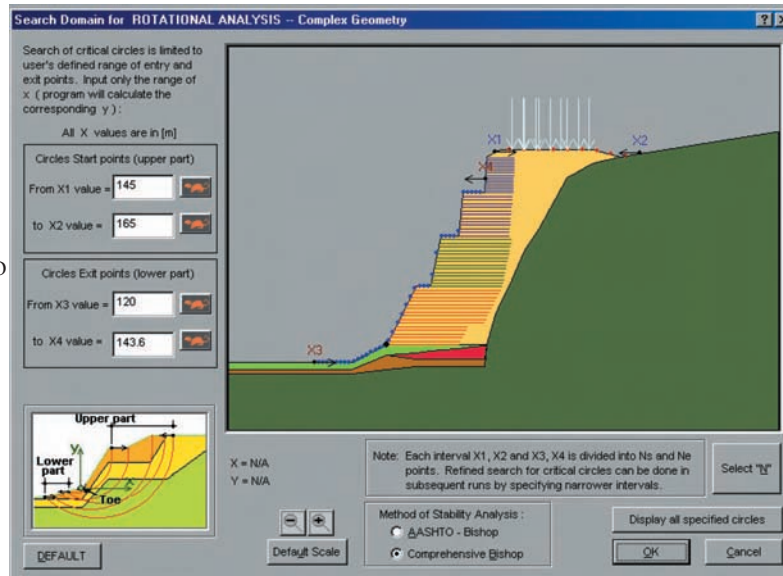 Search Domain for ROTATIONAL ANALYSIS -- Complex Geometry
Search of critical circles is limited to
user's defined range of entry and
exit points. Input only the range of
x ( program will calculate the
corresponding y ) :
All X values are in [m]
Circles Start points (upper part)
From X1 value = 145
to X2 value = 165
Circles Exit points (lower part)
From X3 value = 120
to X4 value = 143.6
X1
X2
X4
X3
Upper part
Lower part
y
x
Toe
DEFAULT
X = N/A
Y = N/A
Note: Each interval X1, X2 and X3, X4 is divided into Ns and Ne
points. Refined search for critical circles can be done in
subsequent runs by specifying narrower intervals.
Select "N"
Default Scale
Method of Stability Analysis :
AASHTO - Bishop
Comprehensive Bishop
Display all specified circles
OK
Cancel